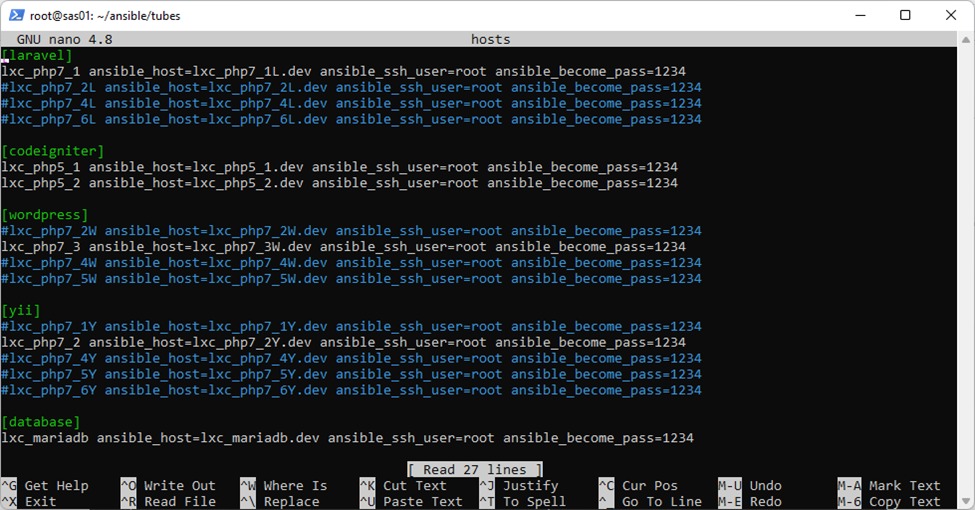 root@sas01: ~/ansible/tubes
GNU nano 4.8 hosts
[laravel]
lxc_php7_1 ansible_host=lxc_php7_1L.dev ansible_ssh_user=root ansible_become_pass=1234
#lxc_php7_2L ansible_host=lxc_php7_2L.dev ansible_ssh_user=root ansible_become_pass=1234
#lxc_php7_4L ansible_host=lxc_php7_4L.dev ansible_ssh_user=root ansible_become_pass=1234
#lxc_php7_6L ansible_host=lxc_php7_6L.dev ansible_ssh_user=root ansible_become_pass=1234
[codeigniter]
lxc_php5_1 ansible_host=lxc_php5_1.dev ansible_ssh_user=root ansible_become_pass=1234
lxc_php5_2 ansible_host=lxc_php5_2.dev ansible_ssh_user=root ansible_become_pass=1234
[wordpress]
#lxc_php7_2W ansible_host=lxc_php7_2W.dev ansible_ssh_user=root ansible_become_pass=1234
lxc_php7_3 ansible_host=lxc_php7_3W.dev ansible_ssh_user=root ansible_become_pass=1234
#lxc_php7_4W ansible_host=lxc_php7_4W.dev ansible_ssh_user=root ansible_become_pass=1234
#lxc_php7_5W ansible_host=lxc_php7_5W.dev ansible_ssh_user=root ansible_become_pass=1234
[yii]
#lxc_php7_1Y ansible_host=lxc_php7_1Y.dev ansible_ssh_user=root ansible_become_pass=1234
lxc_php7_2 ansible_host=lxc_php7_2Y.dev ansible_ssh_user=root ansible_become_pass=1234
#lxc_php7_4Y ansible_host=lxc_php7_4Y.dev ansible_ssh_user=root ansible_become_pass=1234
#lxc_php7_5Y ansible_host=lxc_php7_5Y.dev ansible_ssh_user=root ansible_become_pass=1234
#lxc_php7_6Y ansible_host=lxc_php7_6Y.dev ansible_ssh_user=root ansible_become_pass=1234
[database]
lxc_mariadb ansible_host=lxc_mariadb.dev ansible_ssh_user=root ansible_become_pass=1234
[ Read 27 lines ]
^G Get Help ^O Write Out ^W Where Is ^K Cut Text ^J Justify ^C Cur Pos M-U Undo M-A Mark Text
^X Exit ^R Read File ^\ Replace ^U Paste Text ^T To Spell ^_ Go To Line M-E Redo M-6 Copy Text